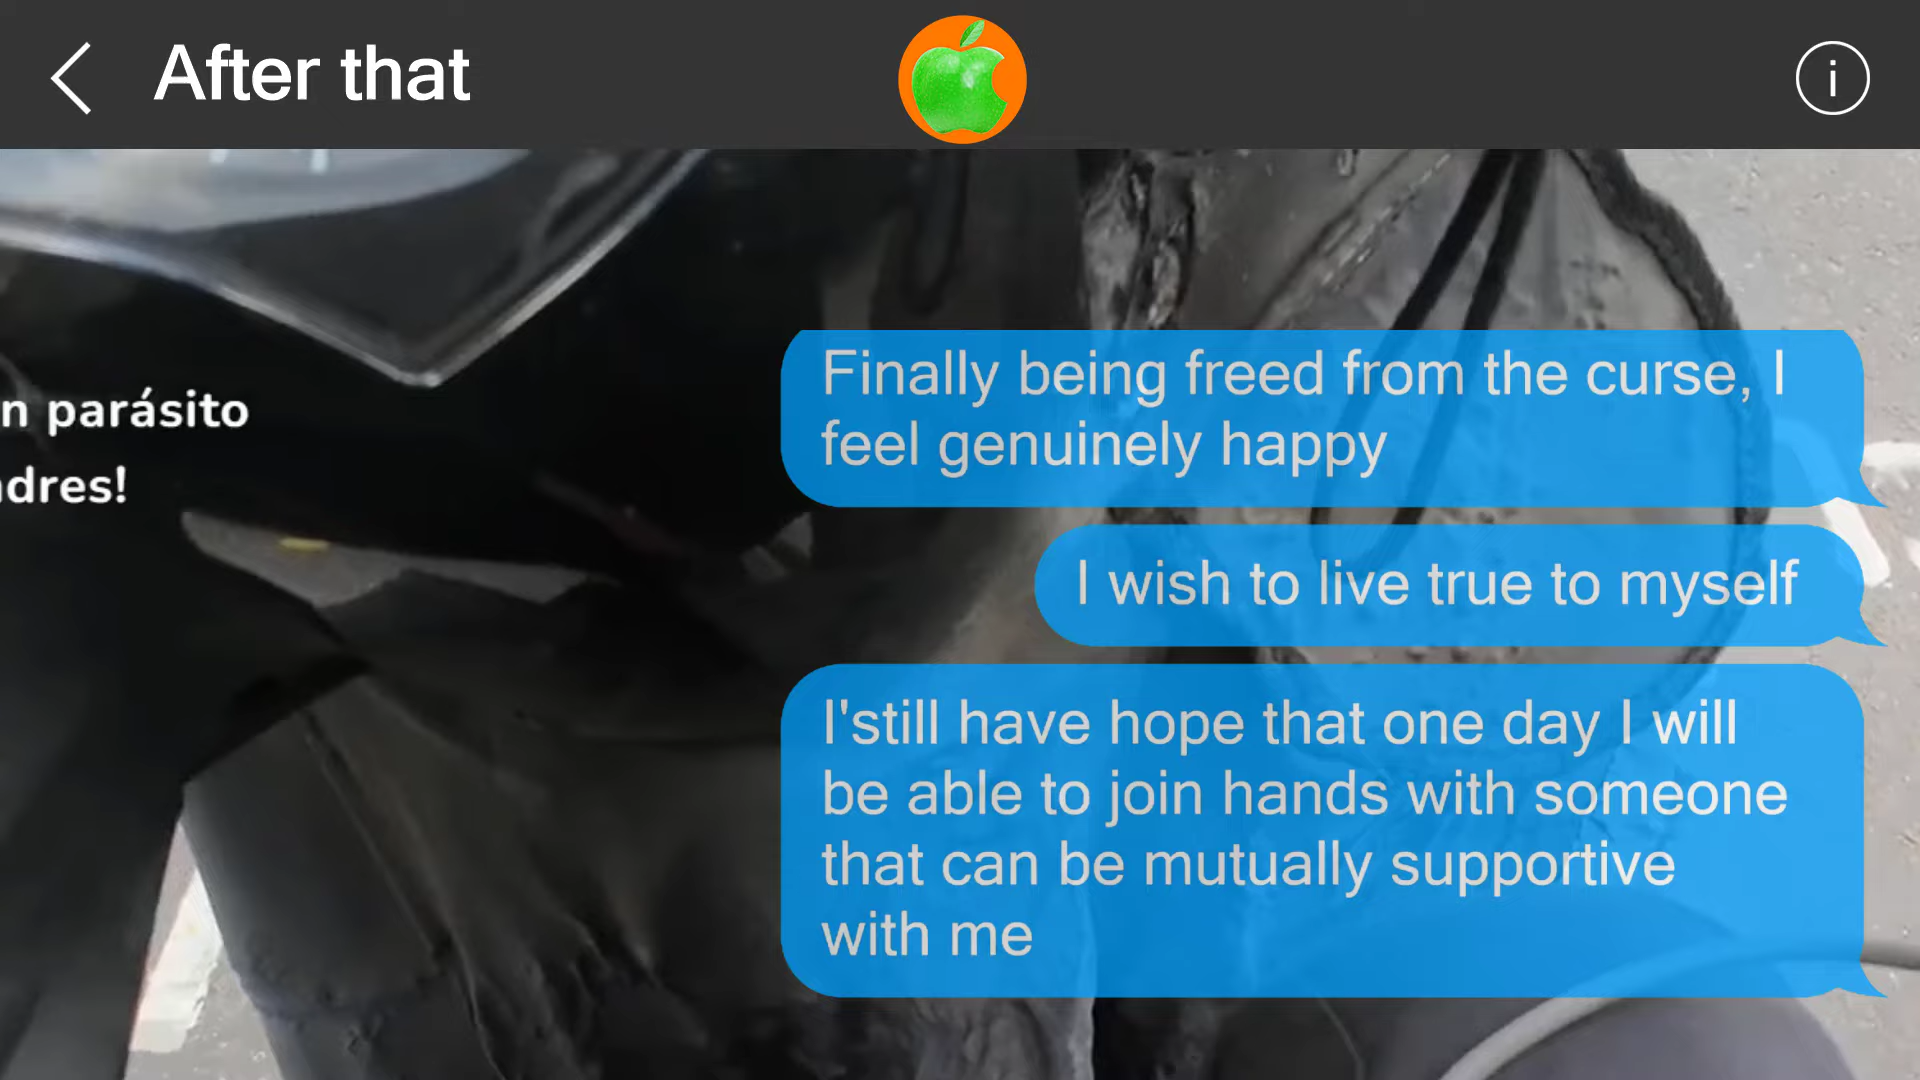 After that
n parásito
adres!
Finally being freed from the curse, I
feel genuinely happy
I wish to live true to myself
I'still have hope that one day I will
be able to join hands with someone
that can be mutually supportive
with me